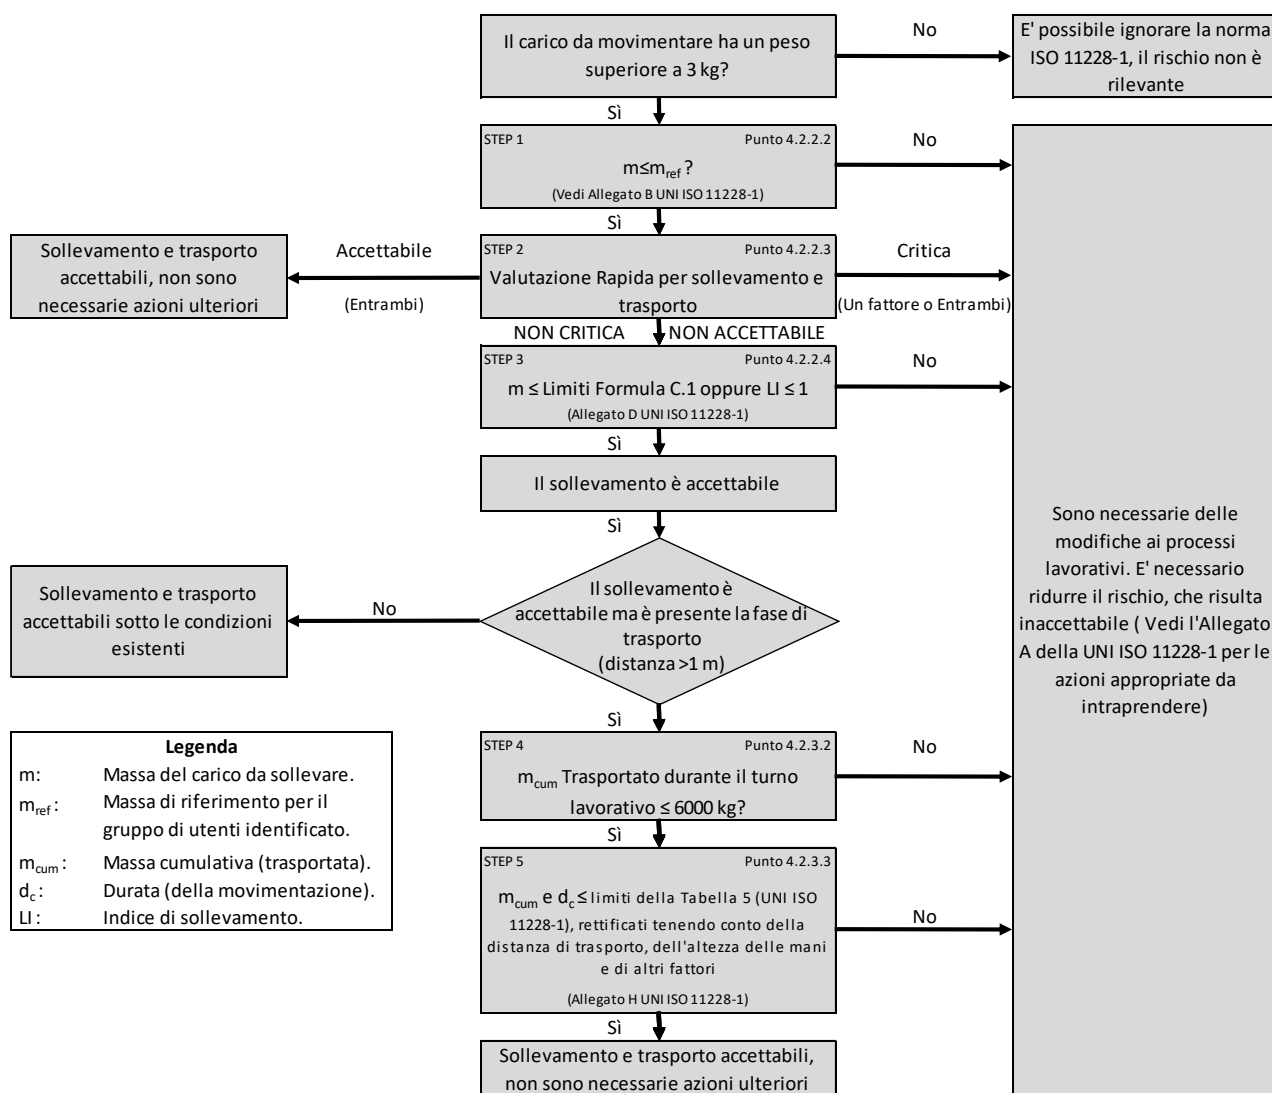 Il carico da movimentare ha un peso
superiore a 3 kg?
No
E' possibile ignorare la norma
ISO 11228-1, il rischio non è
rilevante
Sì
STEP 1 Punto 4.2.2.2
m≤m_ref ?
(Vedi Allegato B UNI ISO 11228-1)
No
Sì
STEP 2 Punto 4.2.2.3
Valutazione Rapida per sollevamento e
trasporto
Accettabile
(Entrambi)
Sollevamento e trasporto
accettabili, non sono
necessarie azioni ulteriori
Critica
(Un fattore o Entrambi)
NON CRITICA NON ACCETTABILE
STEP 3 Punto 4.2.2.4
m ≤ Limiti Formula C.1 oppure LI ≤ 1
(Allegato D UNI ISO 11228-1)
No
Sì
Il sollevamento è accettabile
Sì
Il sollevamento è
accettabile ma è presente la fase di
trasporto
(distanza >1 m)
No
Sollevamento e trasporto
accettabili sotto le condizioni
esistenti
Sono necessarie delle
modifiche ai processi
lavorativi. E' necessario
ridurre il rischio, che risulta
inaccettabile ( Vedi l'Allegato
A della UNI ISO 11228-1 per le
azioni appropriate da
intraprendere)
Sì
STEP 4 Punto 4.2.3.2
m_cum Trasportato durante il turno
lavorativo ≤ 6000 kg?
No
Sì
STEP 5 Punto 4.2.3.3
m_cum e d_c ≤ limiti della Tabella 5 (UNI ISO
11228-1), rettificati tenendo conto della
distanza di trasporto, dell'altezza delle mani
e di altri fattori
(Allegato H UNI ISO 11228-1)
No
Sì
Sollevamento e trasporto accettabili,
non sono necessarie azioni ulteriori
Legenda
m: Massa del carico da sollevare.
m_ref : Massa di riferimento per il
gruppo di utenti identificato.
m_cum : Massa cumulativa (trasportata).
d_c : Durata (della movimentazione).
LI : Indice di sollevamento.